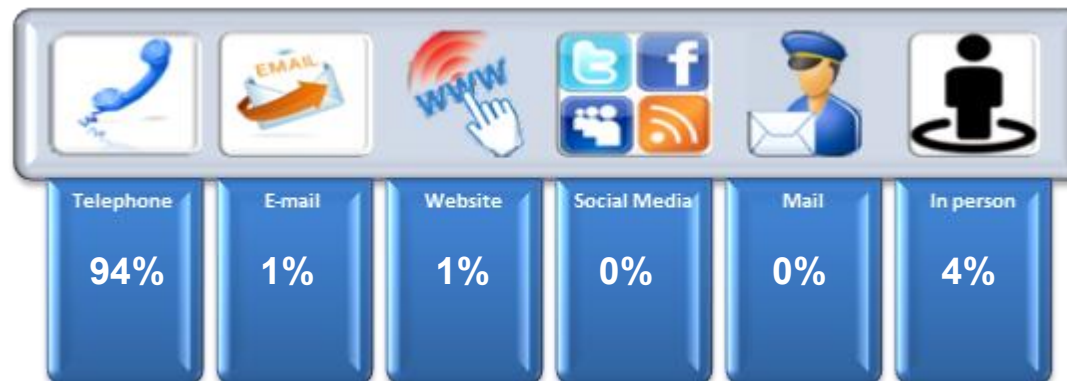 EMAIL
WWW
Telephone
E-mail
Website
Social Media
Mail
In person
94%
1%
1%
0%
0%
4%